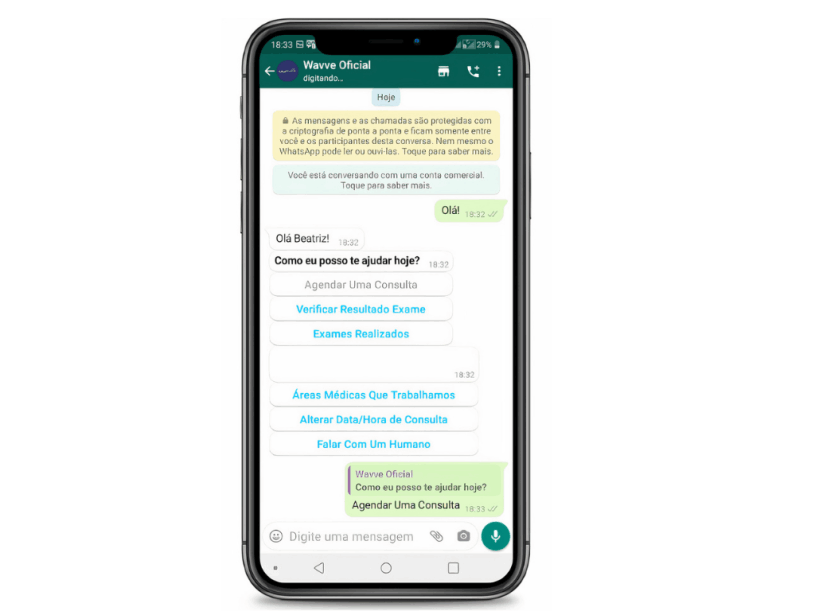 18:33 29%
Wavve Oficial
digitando...
Hoje
As mensagens e as chamadas são protegidas com
a criptografia de ponta a ponta e ficam somente entre
você e os participantes desta conversa. Nem mesmo o
WhatsApp pode ler ou ouvi-las. Toque para saber mais.
Você está conversando com uma conta comercial.
Toque para saber mais.
Olá! 18:32
Olá Beatriz! 18:32
Como eu posso te ajudar hoje? 18:32
Agendar Uma Consulta
Verificar Resultado Exame
Exames Realizados
18:32
Áreas Médicas Que Trabalhamos
Alterar Data/Hora de Consulta
Falar Com Um Humano
Wavve Oficial
Como eu posso te ajudar hoje?
Agendar Uma Consulta 18:33
Digite uma mensagem